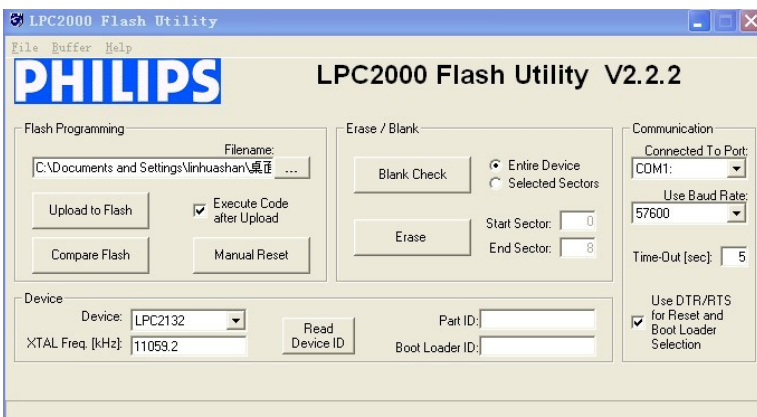 LPC2000 Flash Utility
File Buffer Help
PHILIPS
LPC2000 Flash Utility V2.2.2
Flash Programming
Filename:
C:\Documents and Settings\linhuashan\桌面
...
Upload to Flash
Execute Code
after Upload
Compare Flash
Manual Reset
Erase / Blank
Blank Check
Entire Device
Selected Sectors
Erase
Start Sector: 0
End Sector: 8
Communication
Connected To Port:
COM1:
Use Baud Rate:
57600
Time-Out [sec]: 5
Use DTR/RTS
for Reset and
Boot Loader
Selection
Device
Device: LPC2132
XTAL Freq. [kHz]: 11059.2
Read
Device ID
Part ID:
Boot Loader ID: